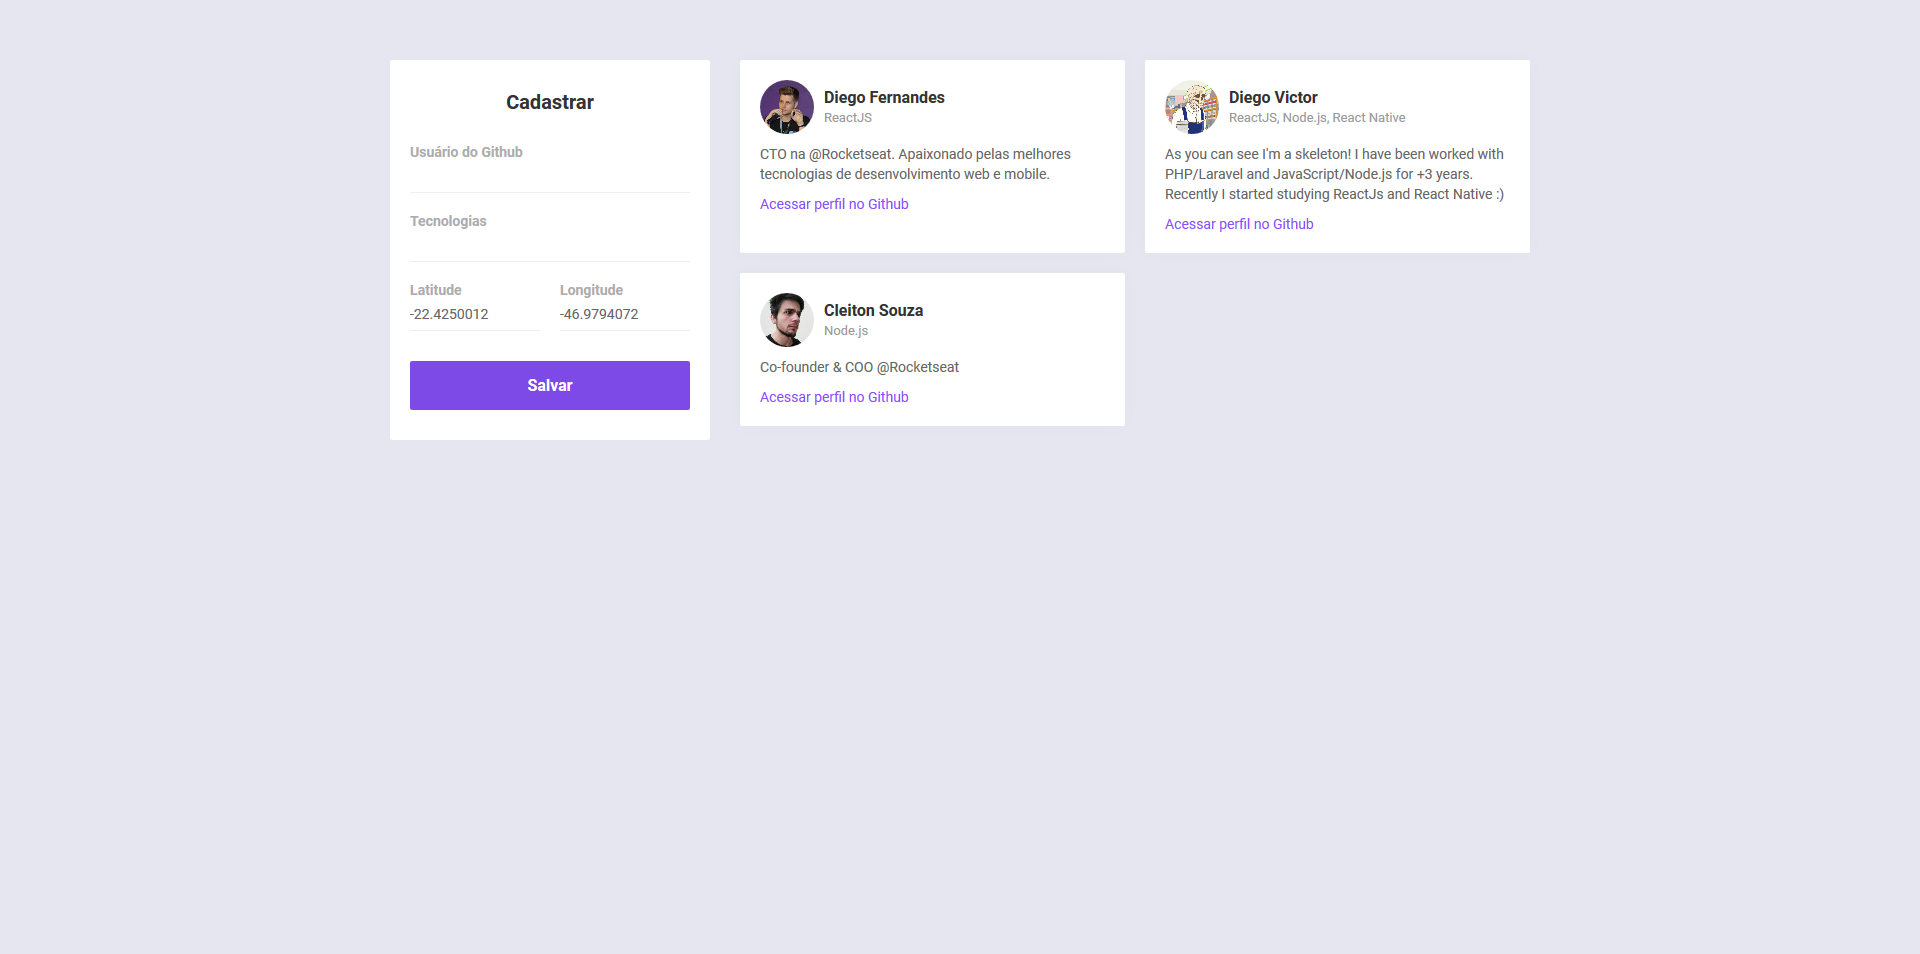 Cadastrar
Usuário do Github
Tecnologias
Latitude
Longitude
-22.4250012
-46.9794072
Salvar
Diego Fernandes
ReactJS
CTO na @Rocketseat. Apaixonado pelas melhores
tecnologias de desenvolvimento web e mobile.
Acessar perfil no Github
Diego Victor
ReactJS, Node.js, React Native
As you can see I'm a skeleton! I have been worked with
PHP/Laravel and JavaScript/Node.js for +3 years.
Recently I started studying ReactJs and React Native :)
Acessar perfil no Github
Cleiton Souza
Node.js
Co-founder & COO @Rocketseat
Acessar perfil no Github